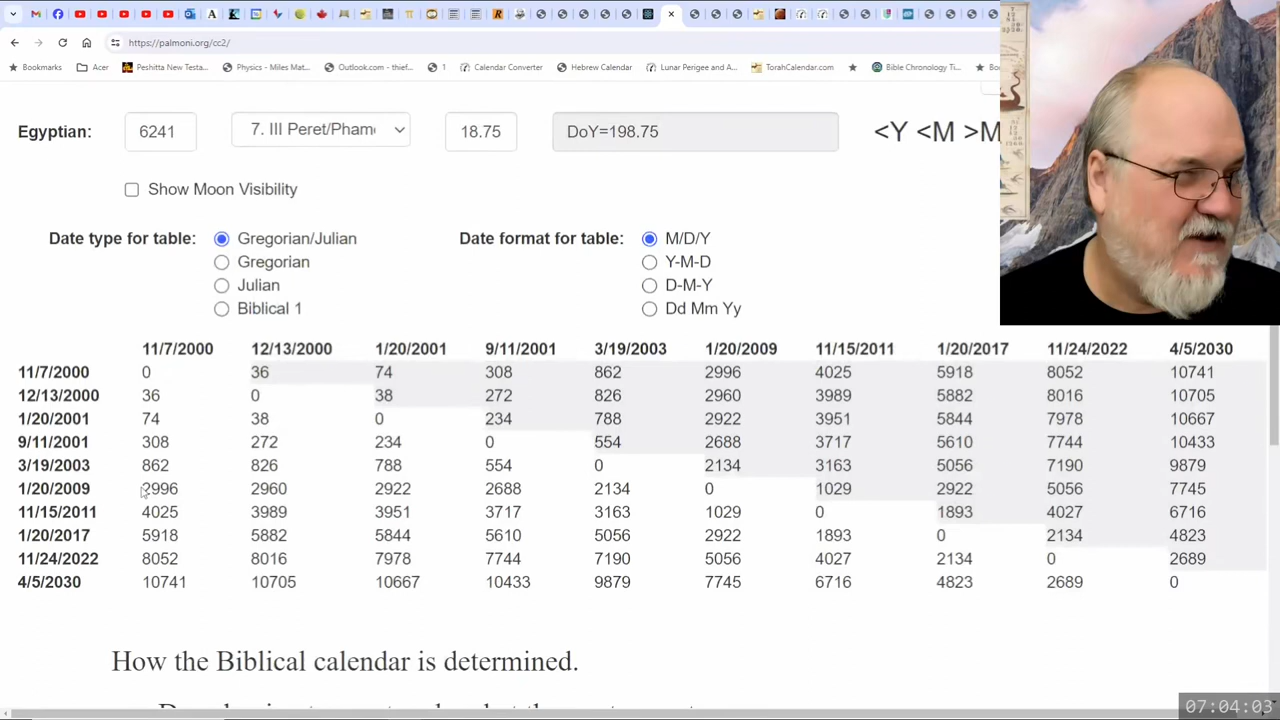 https://palmoni.org/cc2/
Bookmarks Acer Peshitta New Testa... Physics - Miles Ma... Outlook.com - thief... 1 Calendar Converter Hebrew Calendar Lunar Perigee and A... TorahCalendar.com Bible Chronology Ti...
Egyptian: 6241 7. III Peret/Pham 18.75 DoY=198.75 <Y <M >M
Show Moon Visibility
Date type for table: Gregorian/Julian Date format for table: M/D/Y
Gregorian Y-M-D
Julian D-M-Y
Biblical 1 Dd Mm Yy
11/7/2000 12/13/2000 1/20/2001 9/11/2001 3/19/2003 1/20/2009 11/15/2011 1/20/2017 11/24/2022 4/5/2030
11/7/2000 0 36 74 308 862 2996 4025 5918 8052 10741
12/13/2000 36 0 38 272 826 2960 3989 5882 8016 10705
1/20/2001 74 38 0 234 788 2922 3951 5844 7978 10667
9/11/2001 308 272 234 0 554 2688 3717 5610 7744 10433
3/19/2003 862 826 788 554 0 2134 3163 5056 7190 9879
1/20/2009 2996 2960 2922 2688 2134 0 1029 2922 5056 7745
11/15/2011 4025 3989 3951 3717 3163 1029 0 1893 4027 6716
1/20/2017 5918 5882 5844 5610 5056 2922 1893 0 2134 4823
11/24/2022 8052 8016 7978 7744 7190 5056 4027 2134 0 2689
4/5/2030 10741 10705 10667 10433 9879 7745 6716 4823 2689 0
How the Biblical calendar is determined.
07:04:03